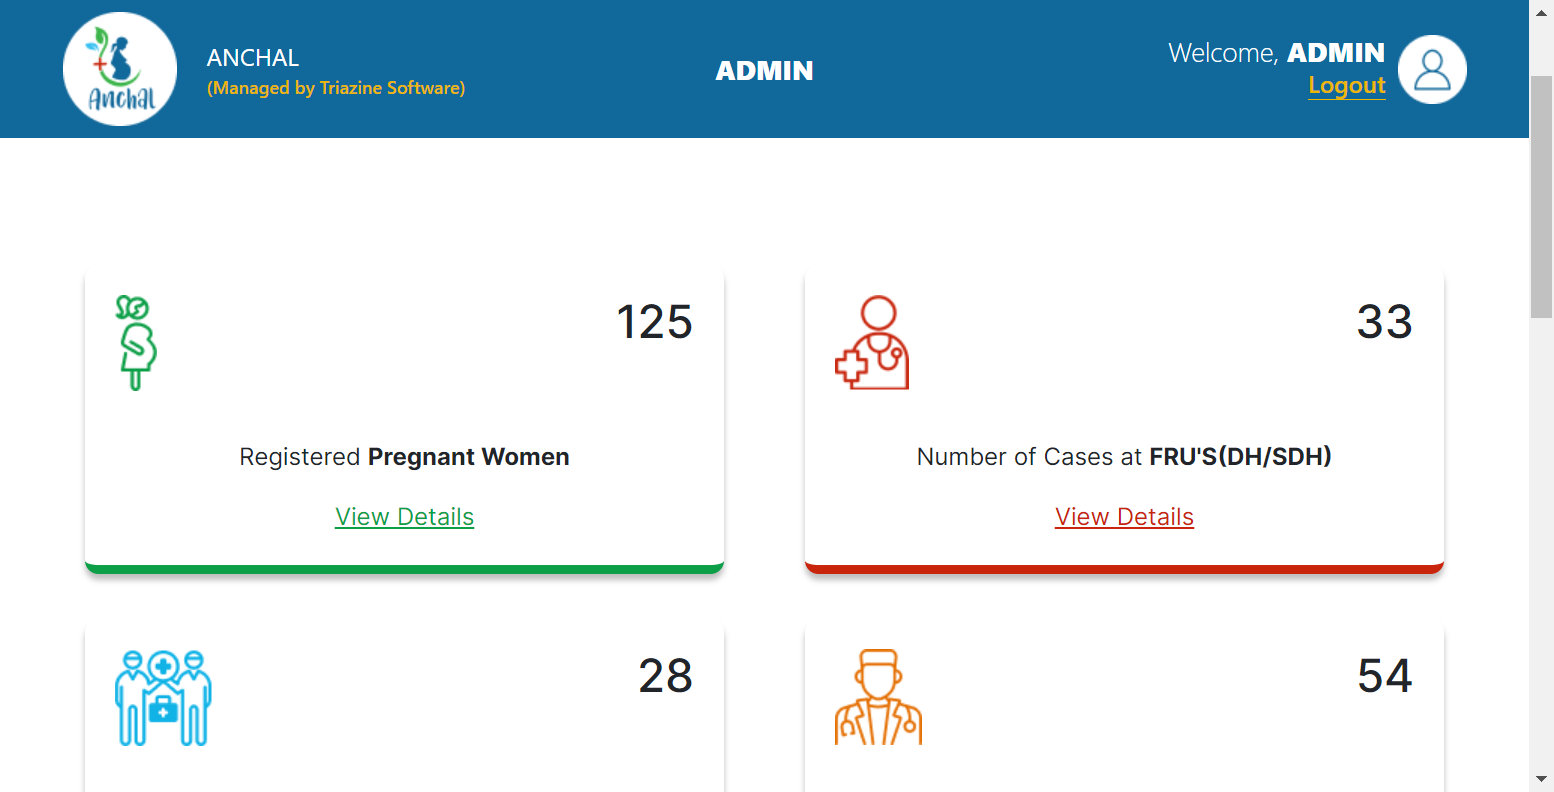 Anchal
ANCHAL
(Managed by Triazine Software)
ADMIN
Welcome, ADMIN
Logout
125
Registered Pregnant Women
View Details
33
Number of Cases at FRU'S(DH/SDH)
View Details
28
54